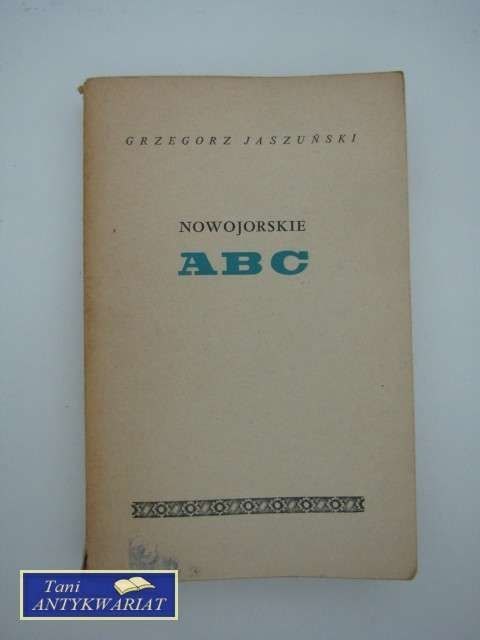 GRZEGORZ JASZUŃSKI
NOWOJORSKIE
ABC
Tani
ANTYKWARIAT